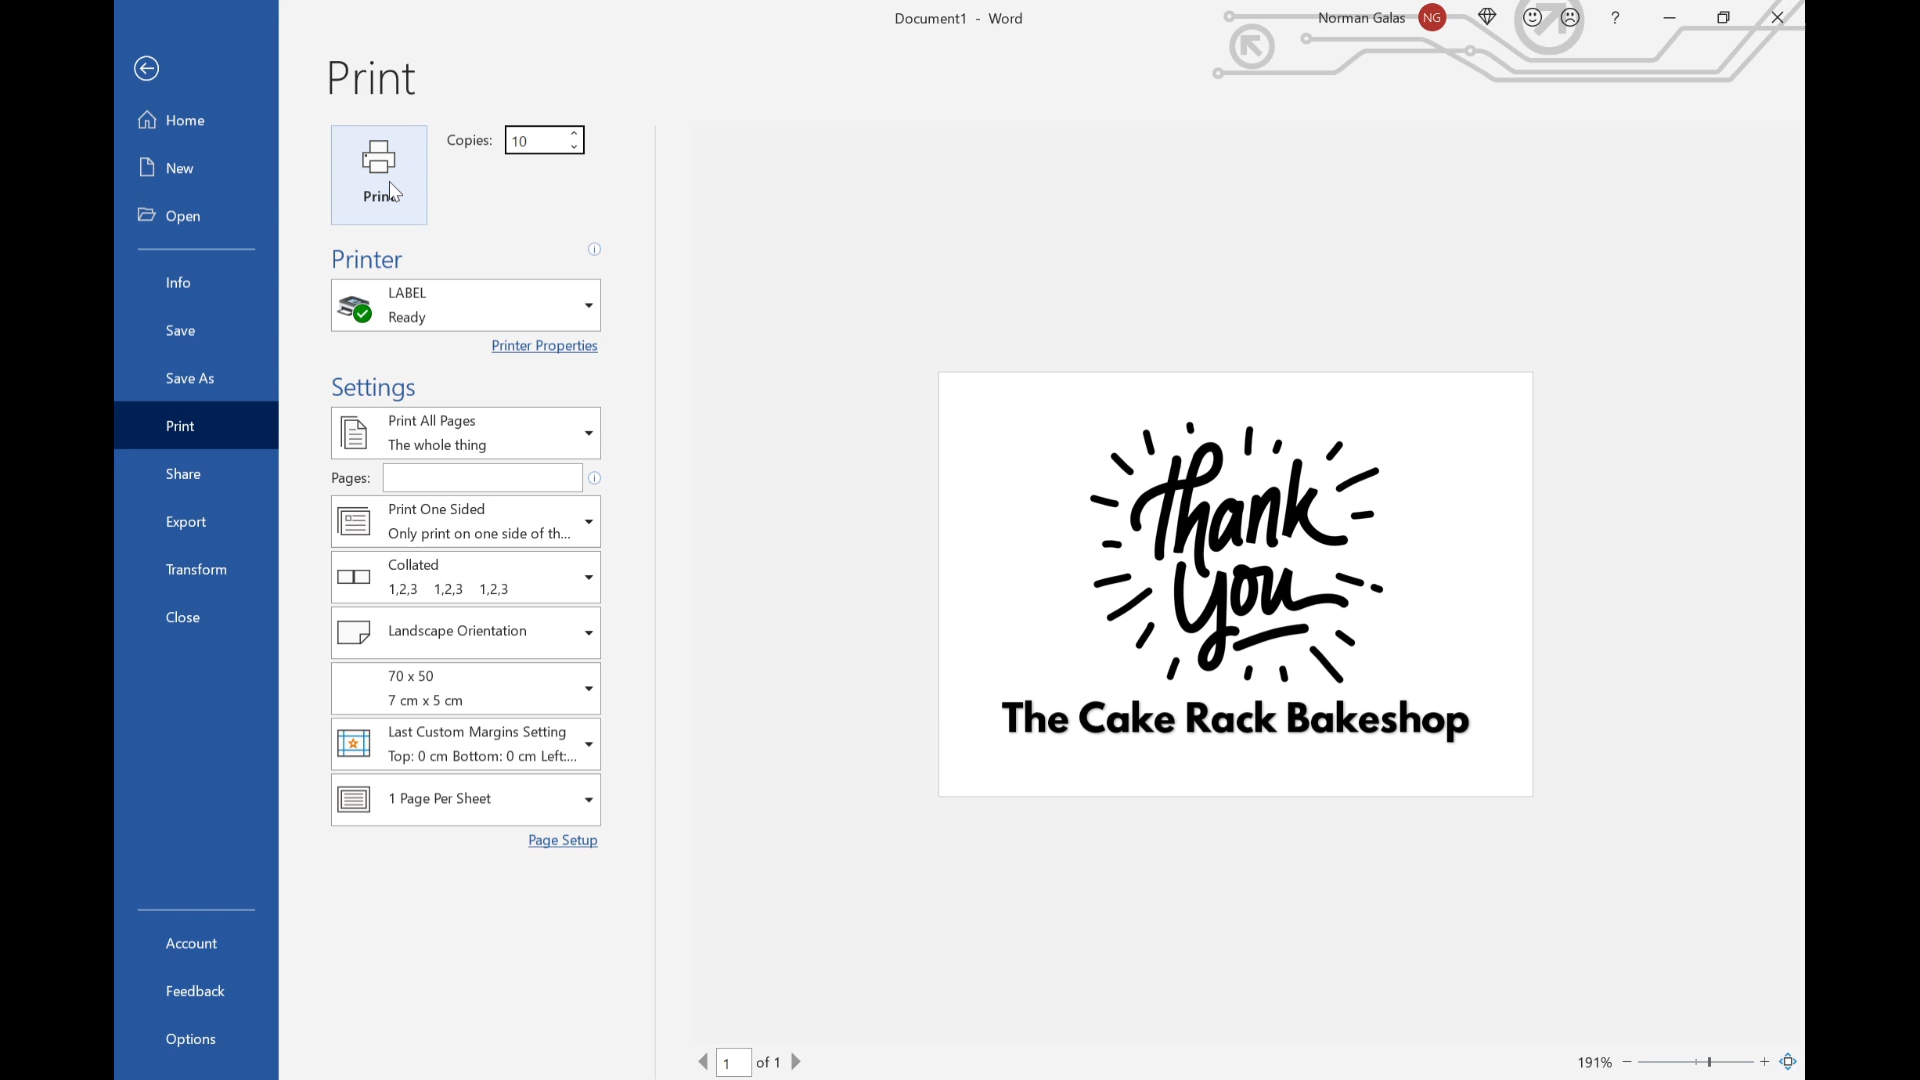 Document1 - Word
Norman Galas NG ?
Print
Home
New
Open
Info
Save
Save As
Print
Share
Export
Transform
Close
Account
Feedback
Options
Copies: 10
Print
Printer
LABEL
Ready
Printer Properties
Settings
Print All Pages
The whole thing
Pages:
Print One Sided
Only print on one side of th...
Collated
1,2,3 1,2,3 1,2,3
Landscape Orientation
70 x 50
7 cm x 5 cm
Last Custom Margins Setting
Top: 0 cm Bottom: 0 cm Left:...
1 Page Per Sheet
Page Setup
Thank
You
The Cake Rack Bakeshop
1 of 1
191%